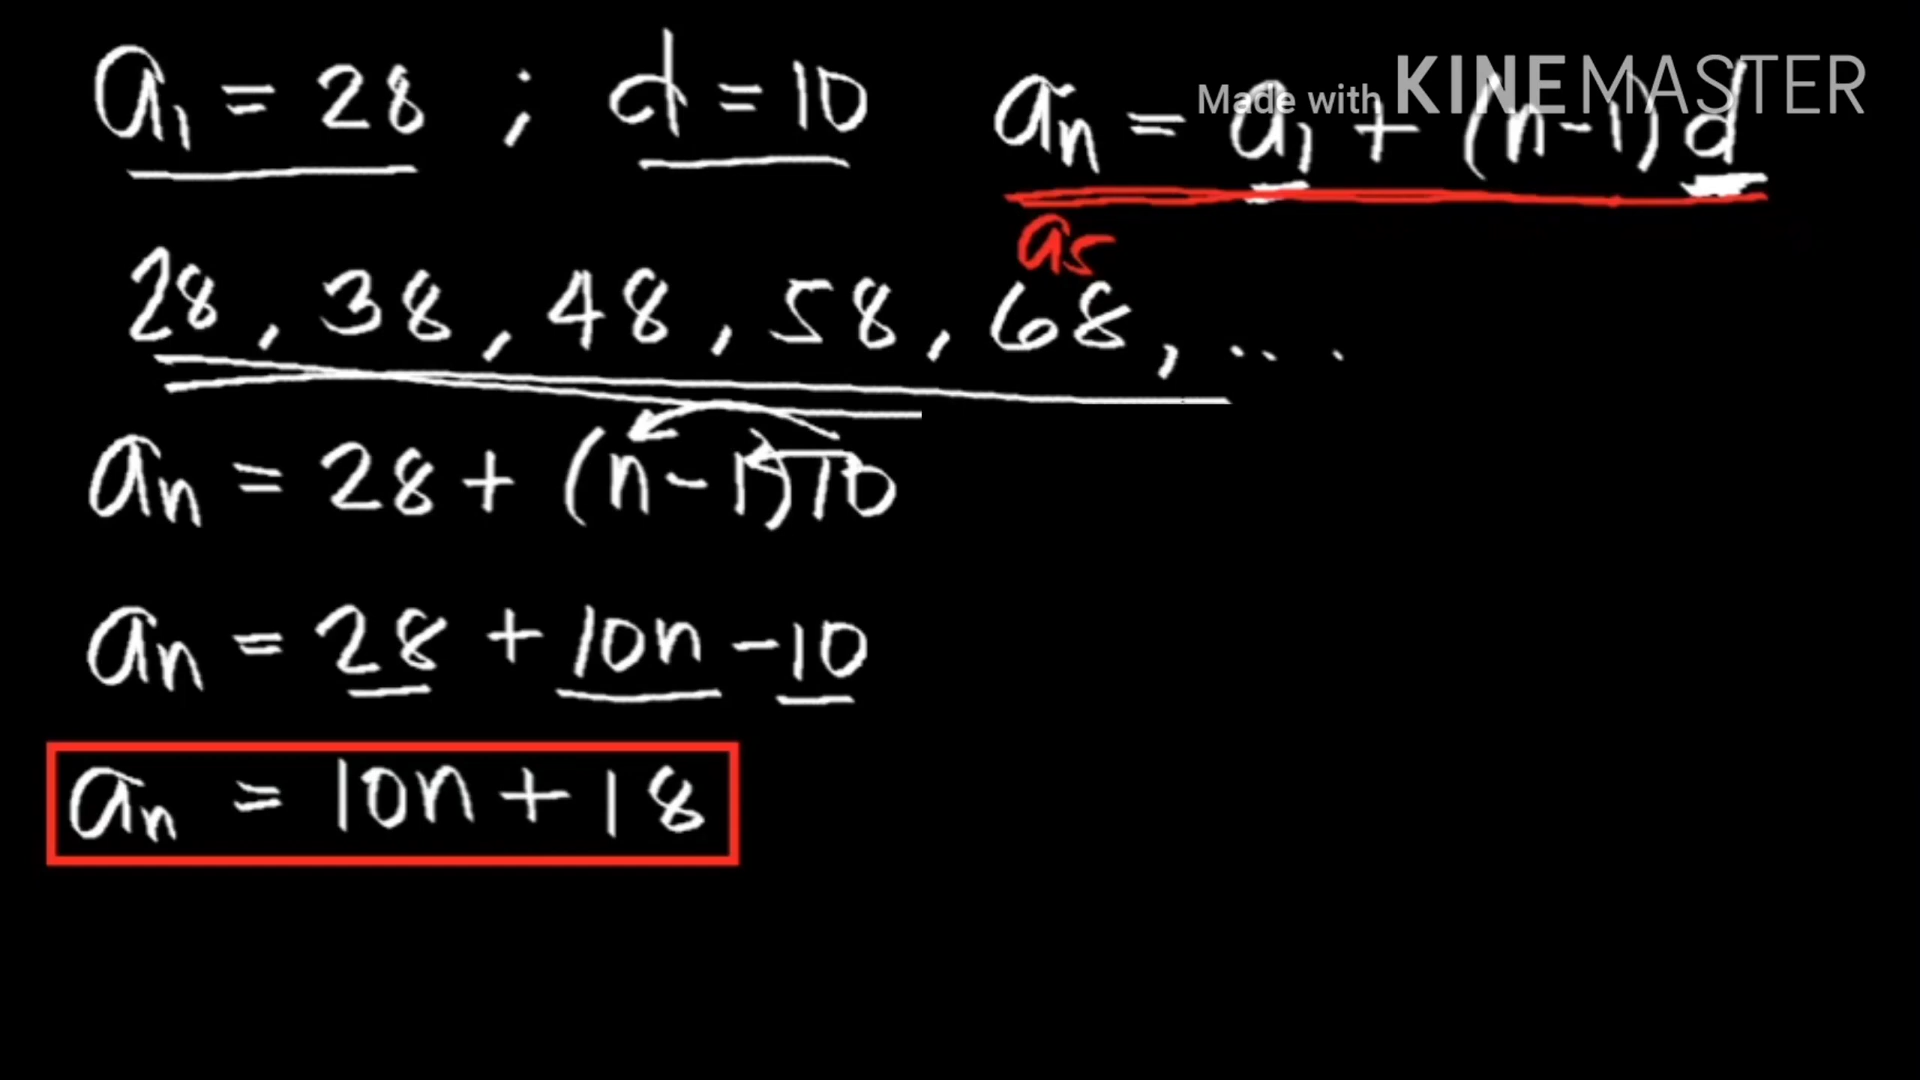 a₁ = 28 ; d = 10 aₙ = a₁ + (n-1)d
Made with KINEMASTER
a₅
28, 38, 48, 58, 68, ...
aₙ = 28 + (n-1)10
aₙ = 28 + 10n - 10
aₙ = 10n + 18